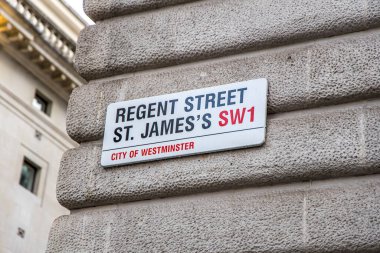 REGENT STREET
ST. JAMES'S SW1
CITY OF WESTMINSTER